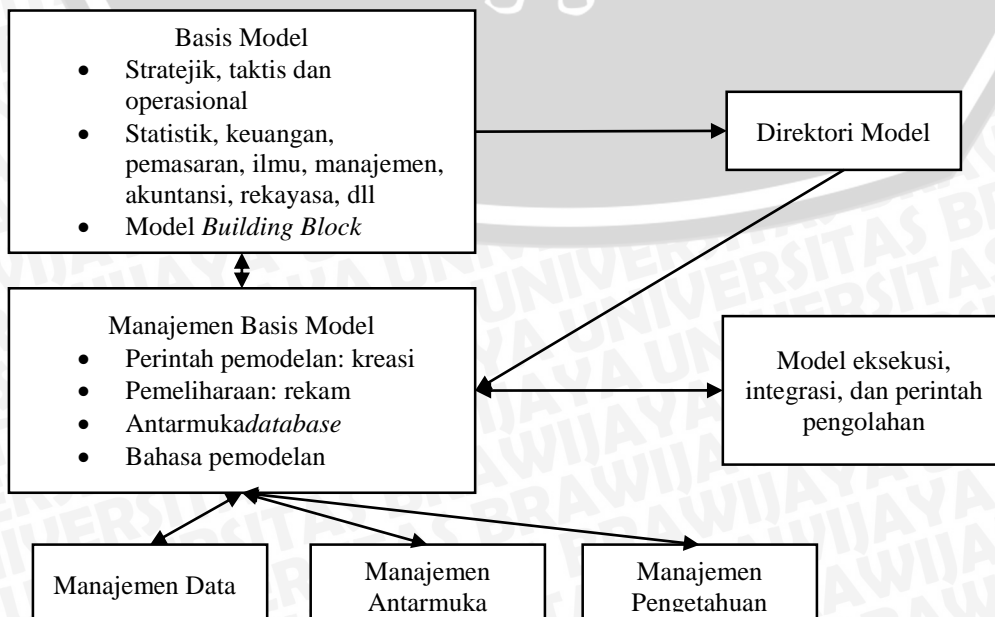 Basis Model
• Stratejik, taktis dan
operasional
• Statistik, keuangan,
pemasaran, ilmu, manajemen,
akuntansi, rekayasa, dll
• Model Building Block
Direktori Model
Manajemen Basis Model
• Perintah pemodelan: kreasi
• Pemeliharaan: rekam
• Antarmukadatabase
• Bahasa pemodelan
Model eksekusi,
integrasi, dan perintah
pengolahan
Manajemen Data
Manajemen
Antarmuka
Manajemen
Pengetahuan